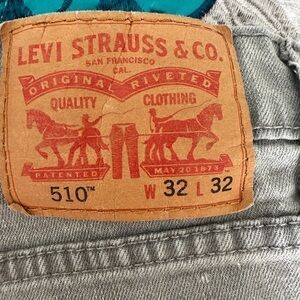 LEVI STRAUSS & CO.
SAN FRANCISCO
CAL.
ORIGINAL RIVETED
QUALITY CLOTHING
PATENTED MAY 20 1873
510™ W 32 L 32